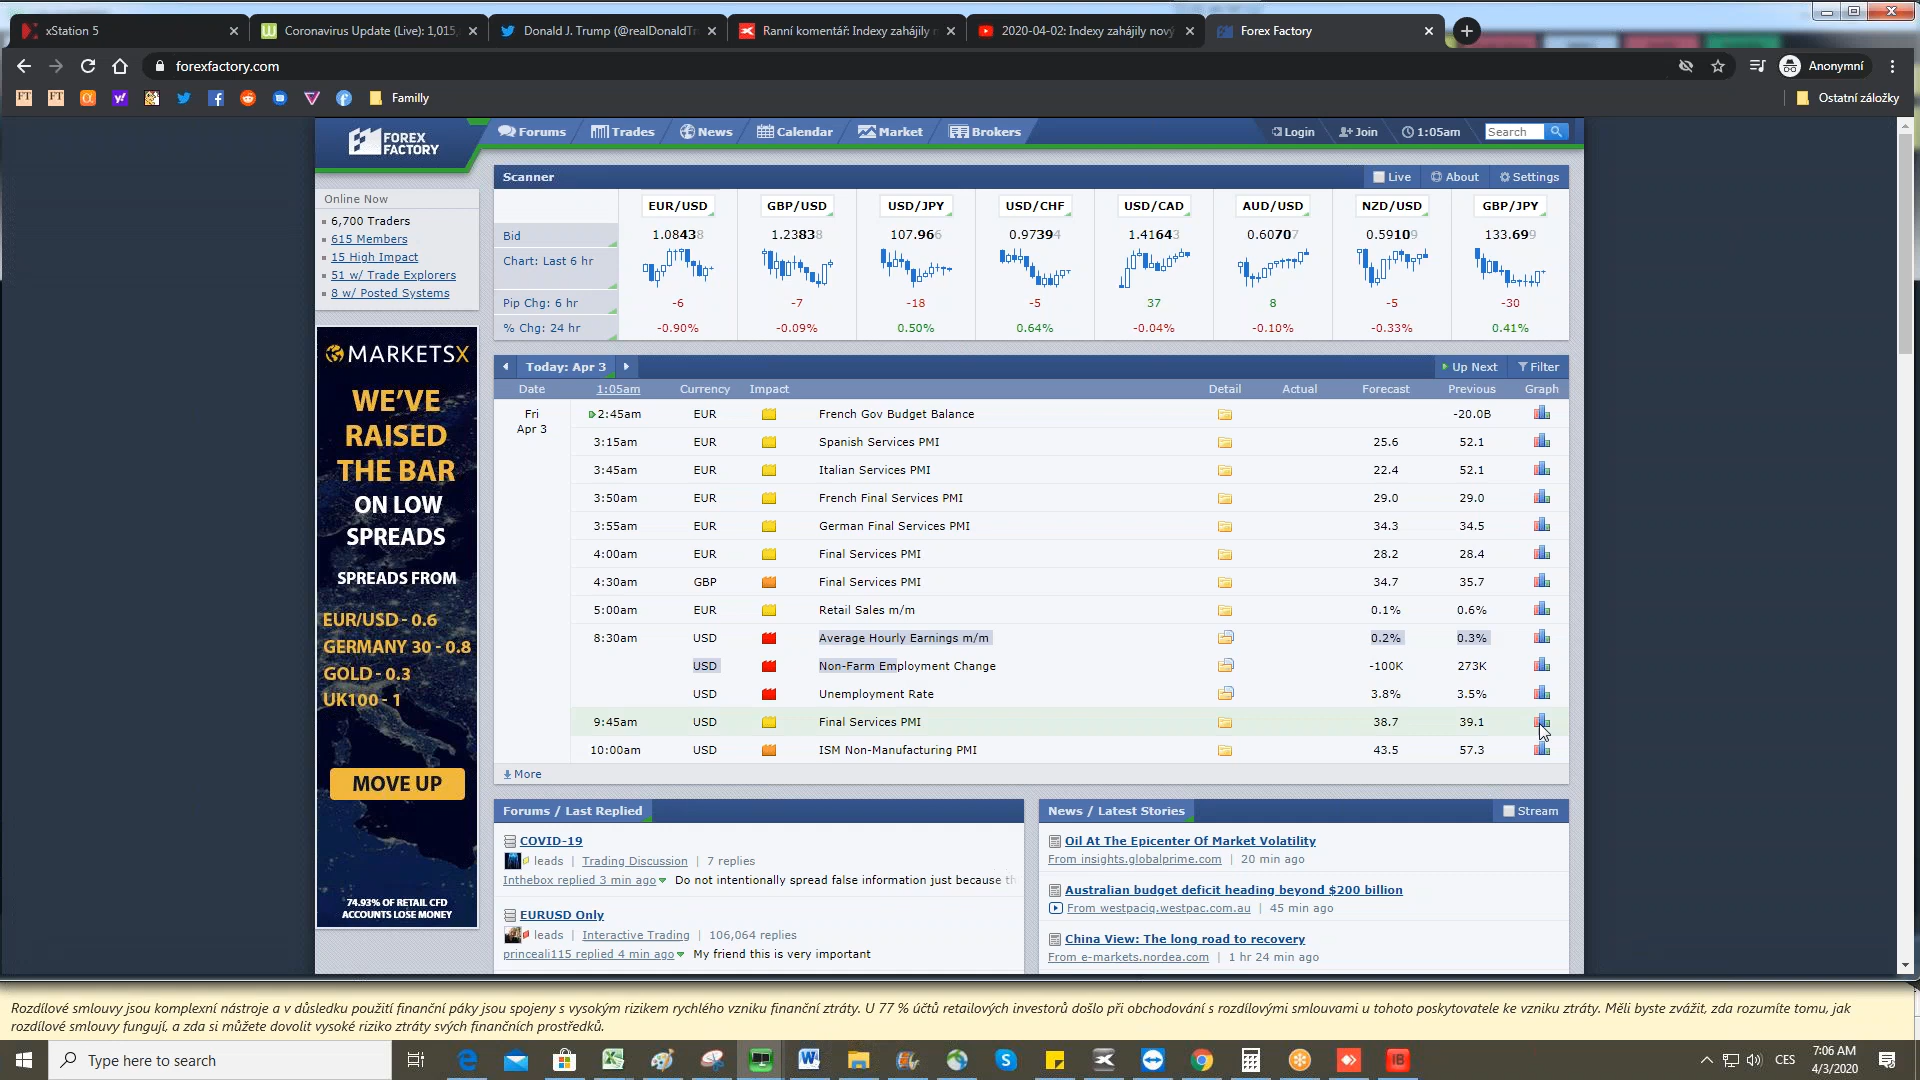 xStation 5
Coronavirus Update (Live): 1,015,
Donald J. Trump (@realDonaldTr
Ranní komentář: Indexy zahájily n
2020-04-02: Indexy zahájily nový
Forex Factory
forexfactory.com
Anonymní
Familly
Ostatní záložky
FOREX FACTORY
Forums
Trades
News
Calendar
Market
Brokers
Login
Join
1:05am
Search
Online Now
6,700 Traders
615 Members
15 High Impact
51 w/ Trade Explorers
8 w/ Posted Systems
MARKETSX
WE'VE
RAISED
THE BAR
ON LOW
SPREADS
SPREADS FROM
EUR/USD - 0.6
GERMANY 30 - 0.8
GOLD - 0.3
UK100 - 1
MOVE UP
74.93% OF RETAIL CFD
ACCOUNTS LOSE MONEY
Scanner
Live
About
Settings
EUR/USD GBP/USD USD/JPY USD/CHF USD/CAD AUD/USD NZD/USD GBP/JPY
Bid 1.08438 1.23838 107.966 0.97394 1.41643 0.60707 0.59109 133.699
Chart: Last 6 hr
Pip Chg: 6 hr -6 -7 -18 -5 37 8 -5 -30
% Chg: 24 hr -0.90% -0.09% 0.50% 0.64% -0.04% -0.10% -0.33% 0.41%
Today: Apr 3
Up Next
Filter
Date 1:05am Currency Impact Detail Actual Forecast Previous Graph
Fri
Apr 3
2:45am EUR French Gov Budget Balance -20.0B
3:15am EUR Spanish Services PMI 25.6 52.1
3:45am EUR Italian Services PMI 22.4 52.1
3:50am EUR French Final Services PMI 29.0 29.0
3:55am EUR German Final Services PMI 34.3 34.5
4:00am EUR Final Services PMI 28.2 28.4
4:30am GBP Final Services PMI 34.7 35.7
5:00am EUR Retail Sales m/m 0.1% 0.6%
8:30am USD Average Hourly Earnings m/m 0.2% 0.3%
USD Non-Farm Employment Change -100K 273K
USD Unemployment Rate 3.8% 3.5%
9:45am USD Final Services PMI 38.7 39.1
10:00am USD ISM Non-Manufacturing PMI 43.5 57.3
More
Forums / Last Replied
COVID-19
leads | Trading Discussion | 7 replies
Inthebox replied 3 min ago Do not intentionally spread false information just because
EURUSD Only
leads | Interactive Trading | 106,064 replies
princeali115 replied 4 min ago My friend this is very important
News / Latest Stories
Stream
Oil At The Epicenter Of Market Volatility
From insights.globalprime.com | 20 min ago
Australian budget deficit heading beyond $200 billion
From westpaciq.westpac.com.au | 45 min ago
China View: The long road to recovery
From e-markets.nordea.com | 1 hr 24 min ago
Rozdílové smlouvy jsou komplexní nástroje a v důsledku použití finanční páky jsou spojeny s vysokým rizikem rychlého vzniku finanční ztráty. U 77 % účtů retailových investorů došlo při obchodování s rozdílovými smlouvami u tohoto poskytovatele ke vzniku ztráty. Měli byste zvážit, zda rozumíte tomu, jak
rozdílové smlouvy fungují, a zda si můžete dovolit vysoké riziko ztráty svých finančních prostředků.
Type here to search
CES
7:06 AM
4/3/2020